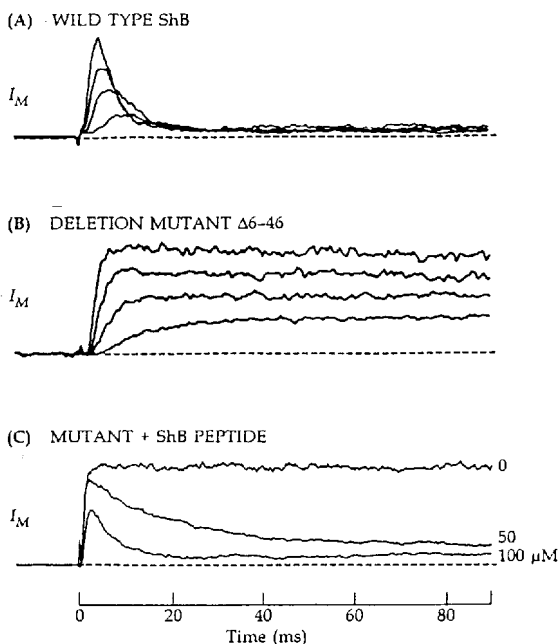 (A) WILD TYPE ShB
I_M
(B) DELETION MUTANT Δ6-46
I_M
(C) MUTANT + ShB PEPTIDE
0
I_M
50
100 μM
0 20 40 60 80
Time (ms)